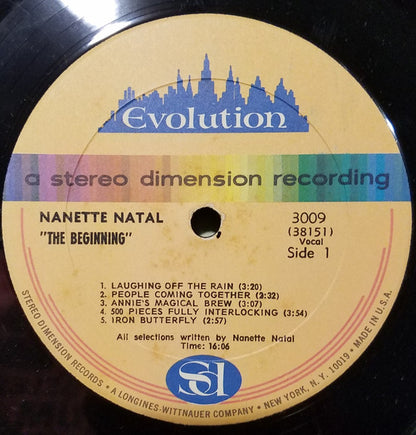 Evolution
a stereo dimension recording
NANETTE NATAL
"THE BEGINNING"
3009
(38151)
Vocal
Side 1
1. LAUGHING OFF THE RAIN (3:20)
2. PEOPLE COMING TOGETHER (2:32)
3. ANNIE'S MAGICAL BREW (3:07)
4. 500 PIECES FULLY INTERLOCKING (3:54)
5. IRON BUTTERFLY (2:57)
All selections written by Nanette Natal
Time: 16:06
sd
STEREO DIMENSION RECORDS • A LONGINES-WITTNAUER COMPANY • NEW YORK, N. Y. 10019 • MADE IN U.S.A.